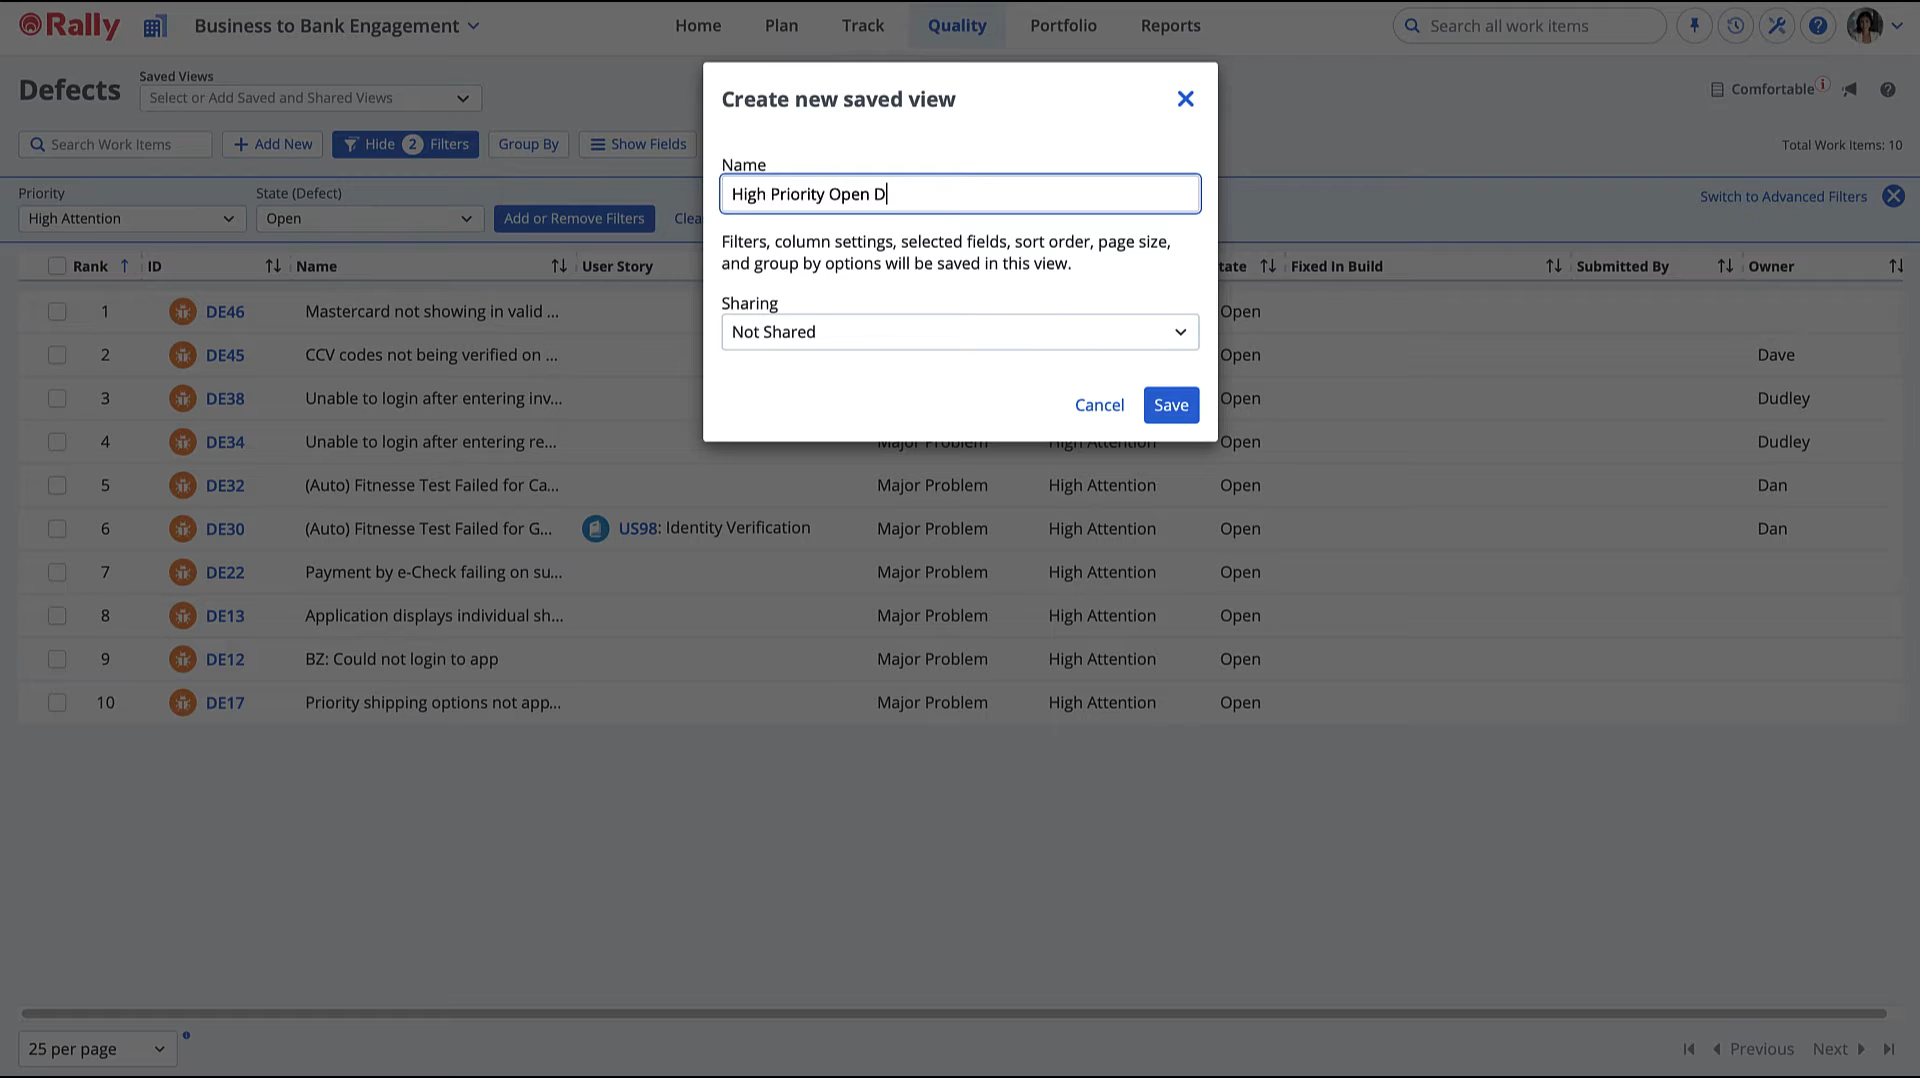 Rally Business to Bank Engagement Home Plan Track Quality Portfolio Reports Search all work items
Defects Saved Views
Select or Add Saved and Shared Views
Comfortable
Search Work Items Add New Hide 2 Filters Group By Show Fields Total Work Items: 10
Priority State (Defect)
High Attention Open Add or Remove Filters Clea Switch to Advanced Filters
Create new saved view
Name
High Priority Open D
Filters, column settings, selected fields, sort order, page size,
and group by options will be saved in this view.
Sharing
Not Shared
Cancel Save
Rank ID Name User Story tate Fixed In Build Submitted By Owner
1 DE46 Mastercard not showing in valid ... Open
2 DE45 CCV codes not being verified on ... Open Dave
3 DE38 Unable to login after entering inv... Open Dudley
4 DE34 Unable to login after entering re... Major Problem High Attention Open Dudley
5 DE32 (Auto) Fitnesse Test Failed for Ca... Major Problem High Attention Open Dan
6 DE30 (Auto) Fitnesse Test Failed for G... US98: Identity Verification Major Problem High Attention Open Dan
7 DE22 Payment by e-Check failing on su... Major Problem High Attention Open
8 DE13 Application displays individual sh... Major Problem High Attention Open
9 DE12 BZ: Could not login to app Major Problem High Attention Open
10 DE17 Priority shipping options not app... Major Problem High Attention Open
25 per page Previous Next